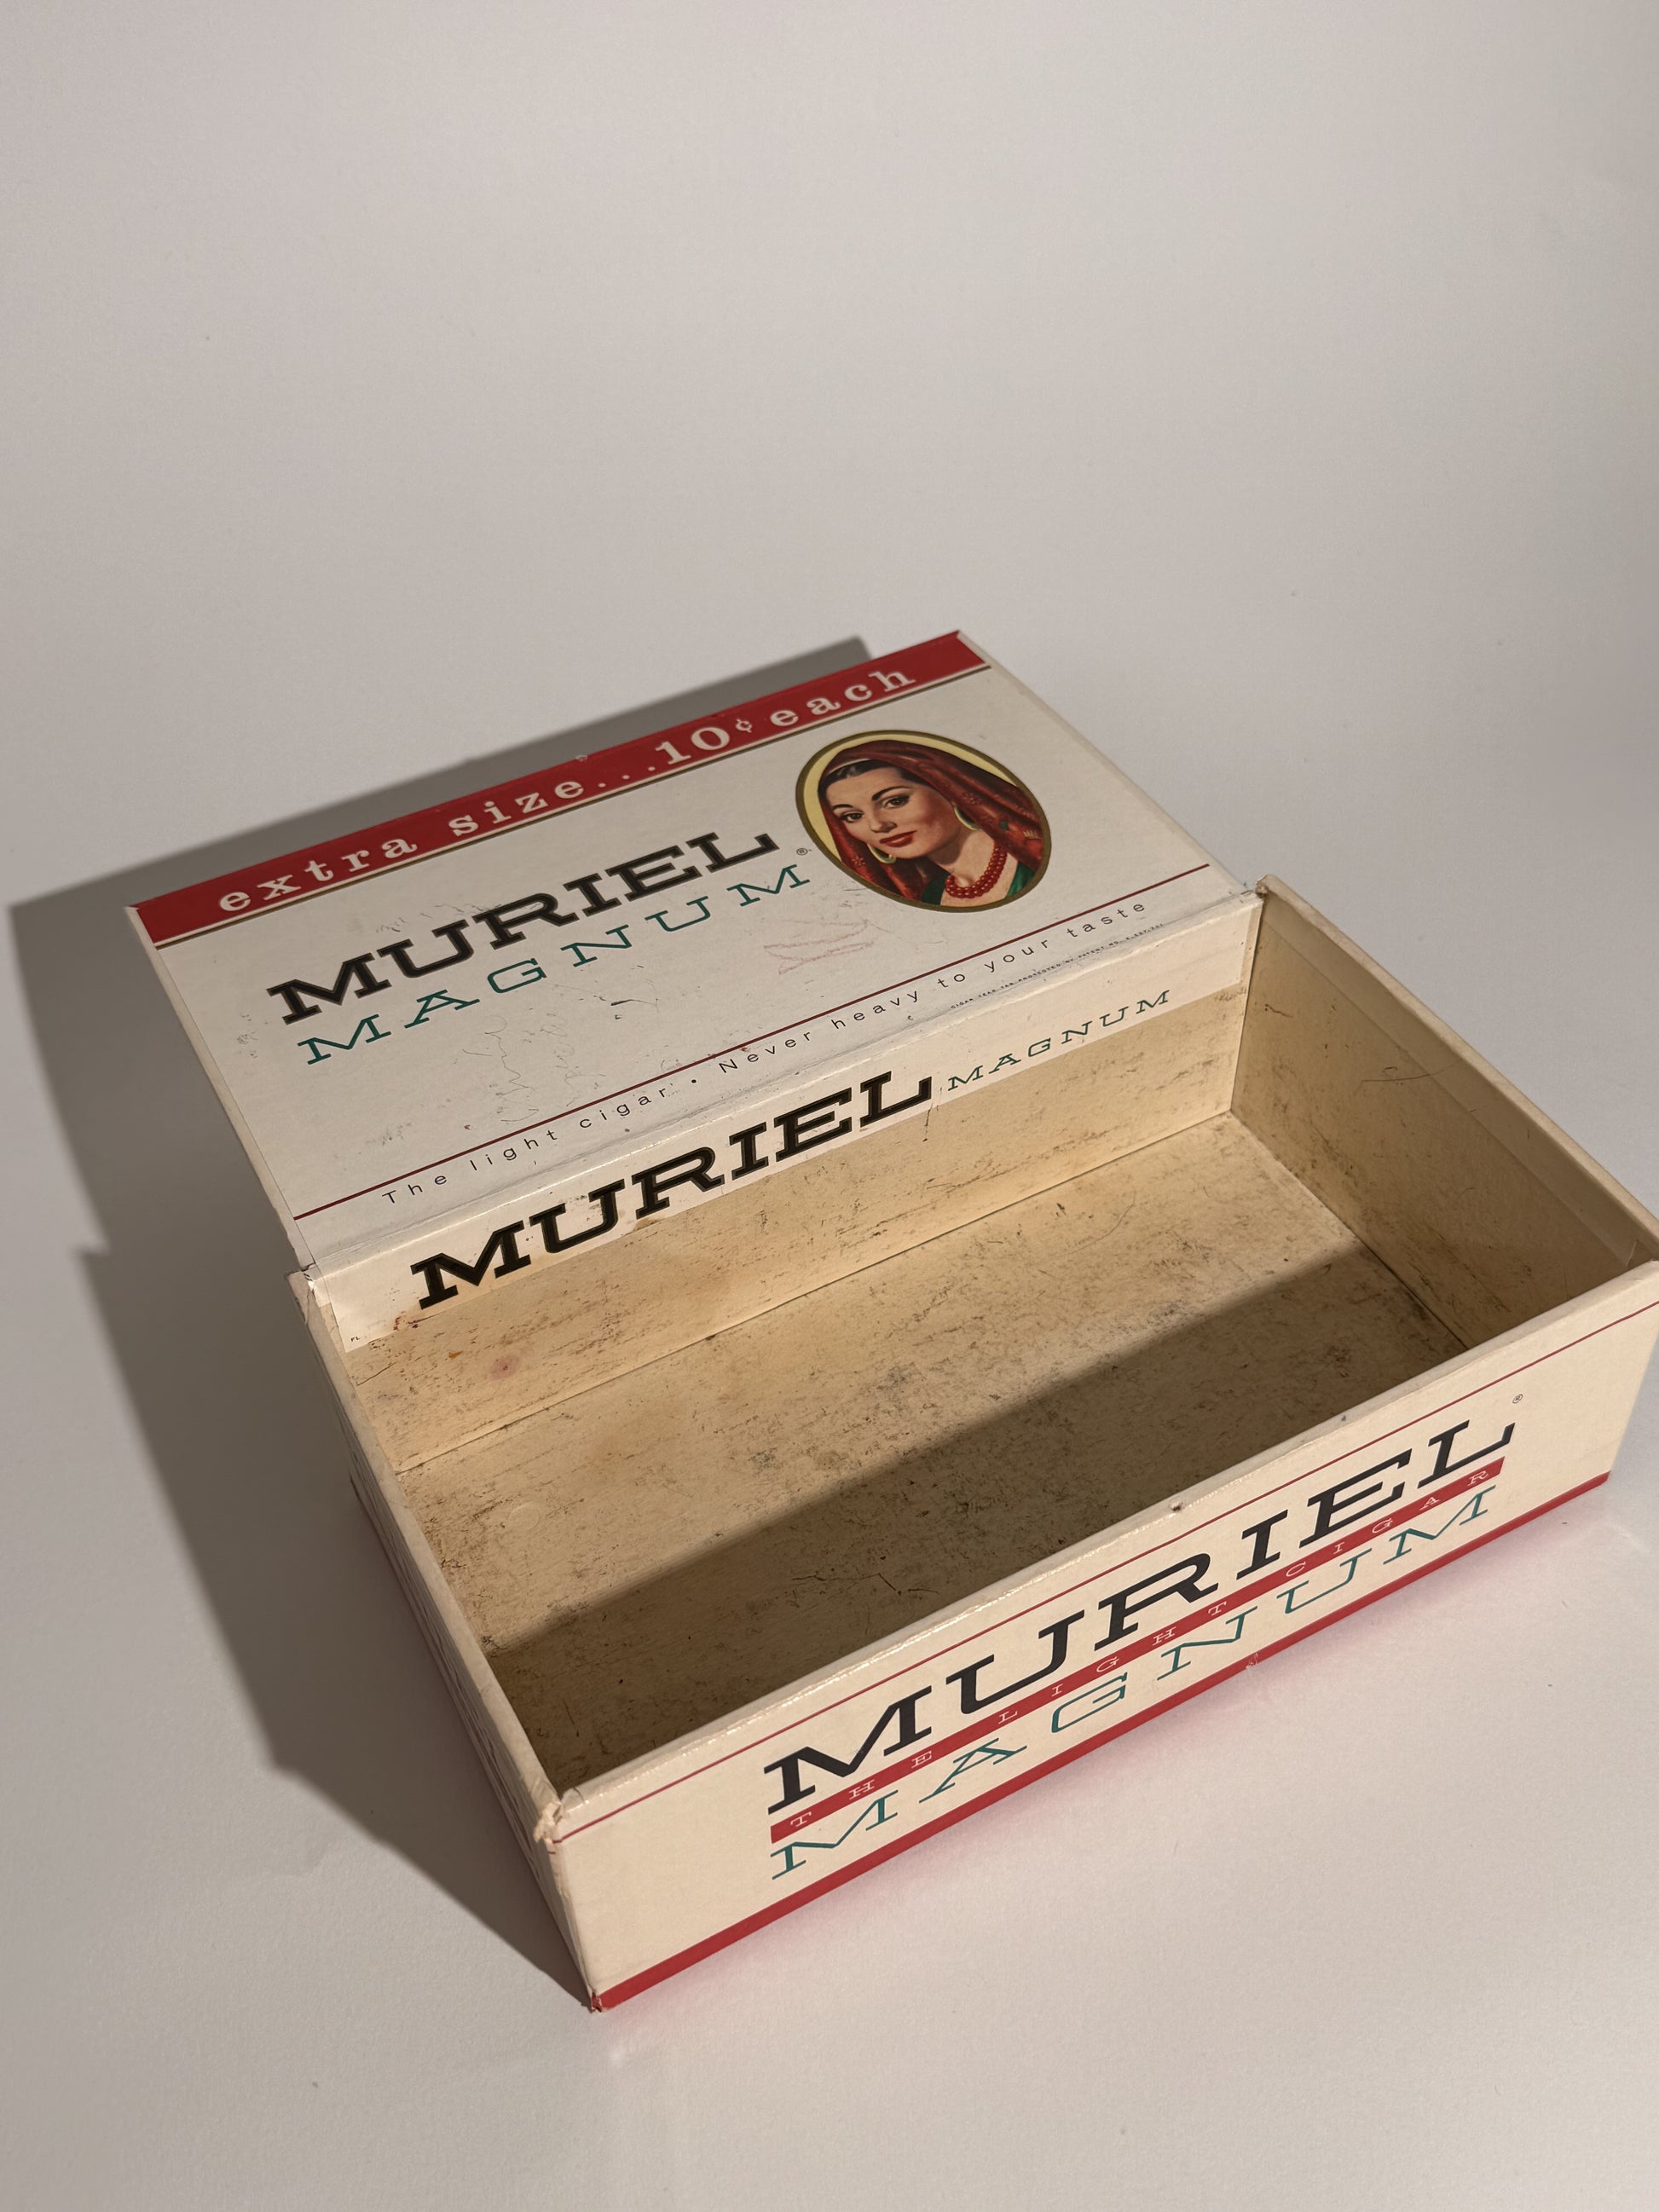 extra size...10¢ each
MURIEL®
MAGNUM
The light cigar • Never heavy to your taste
MURIEL MAGNUM
FL.
MURIEL®
THE LIGHT CIGAR
MAGNUM